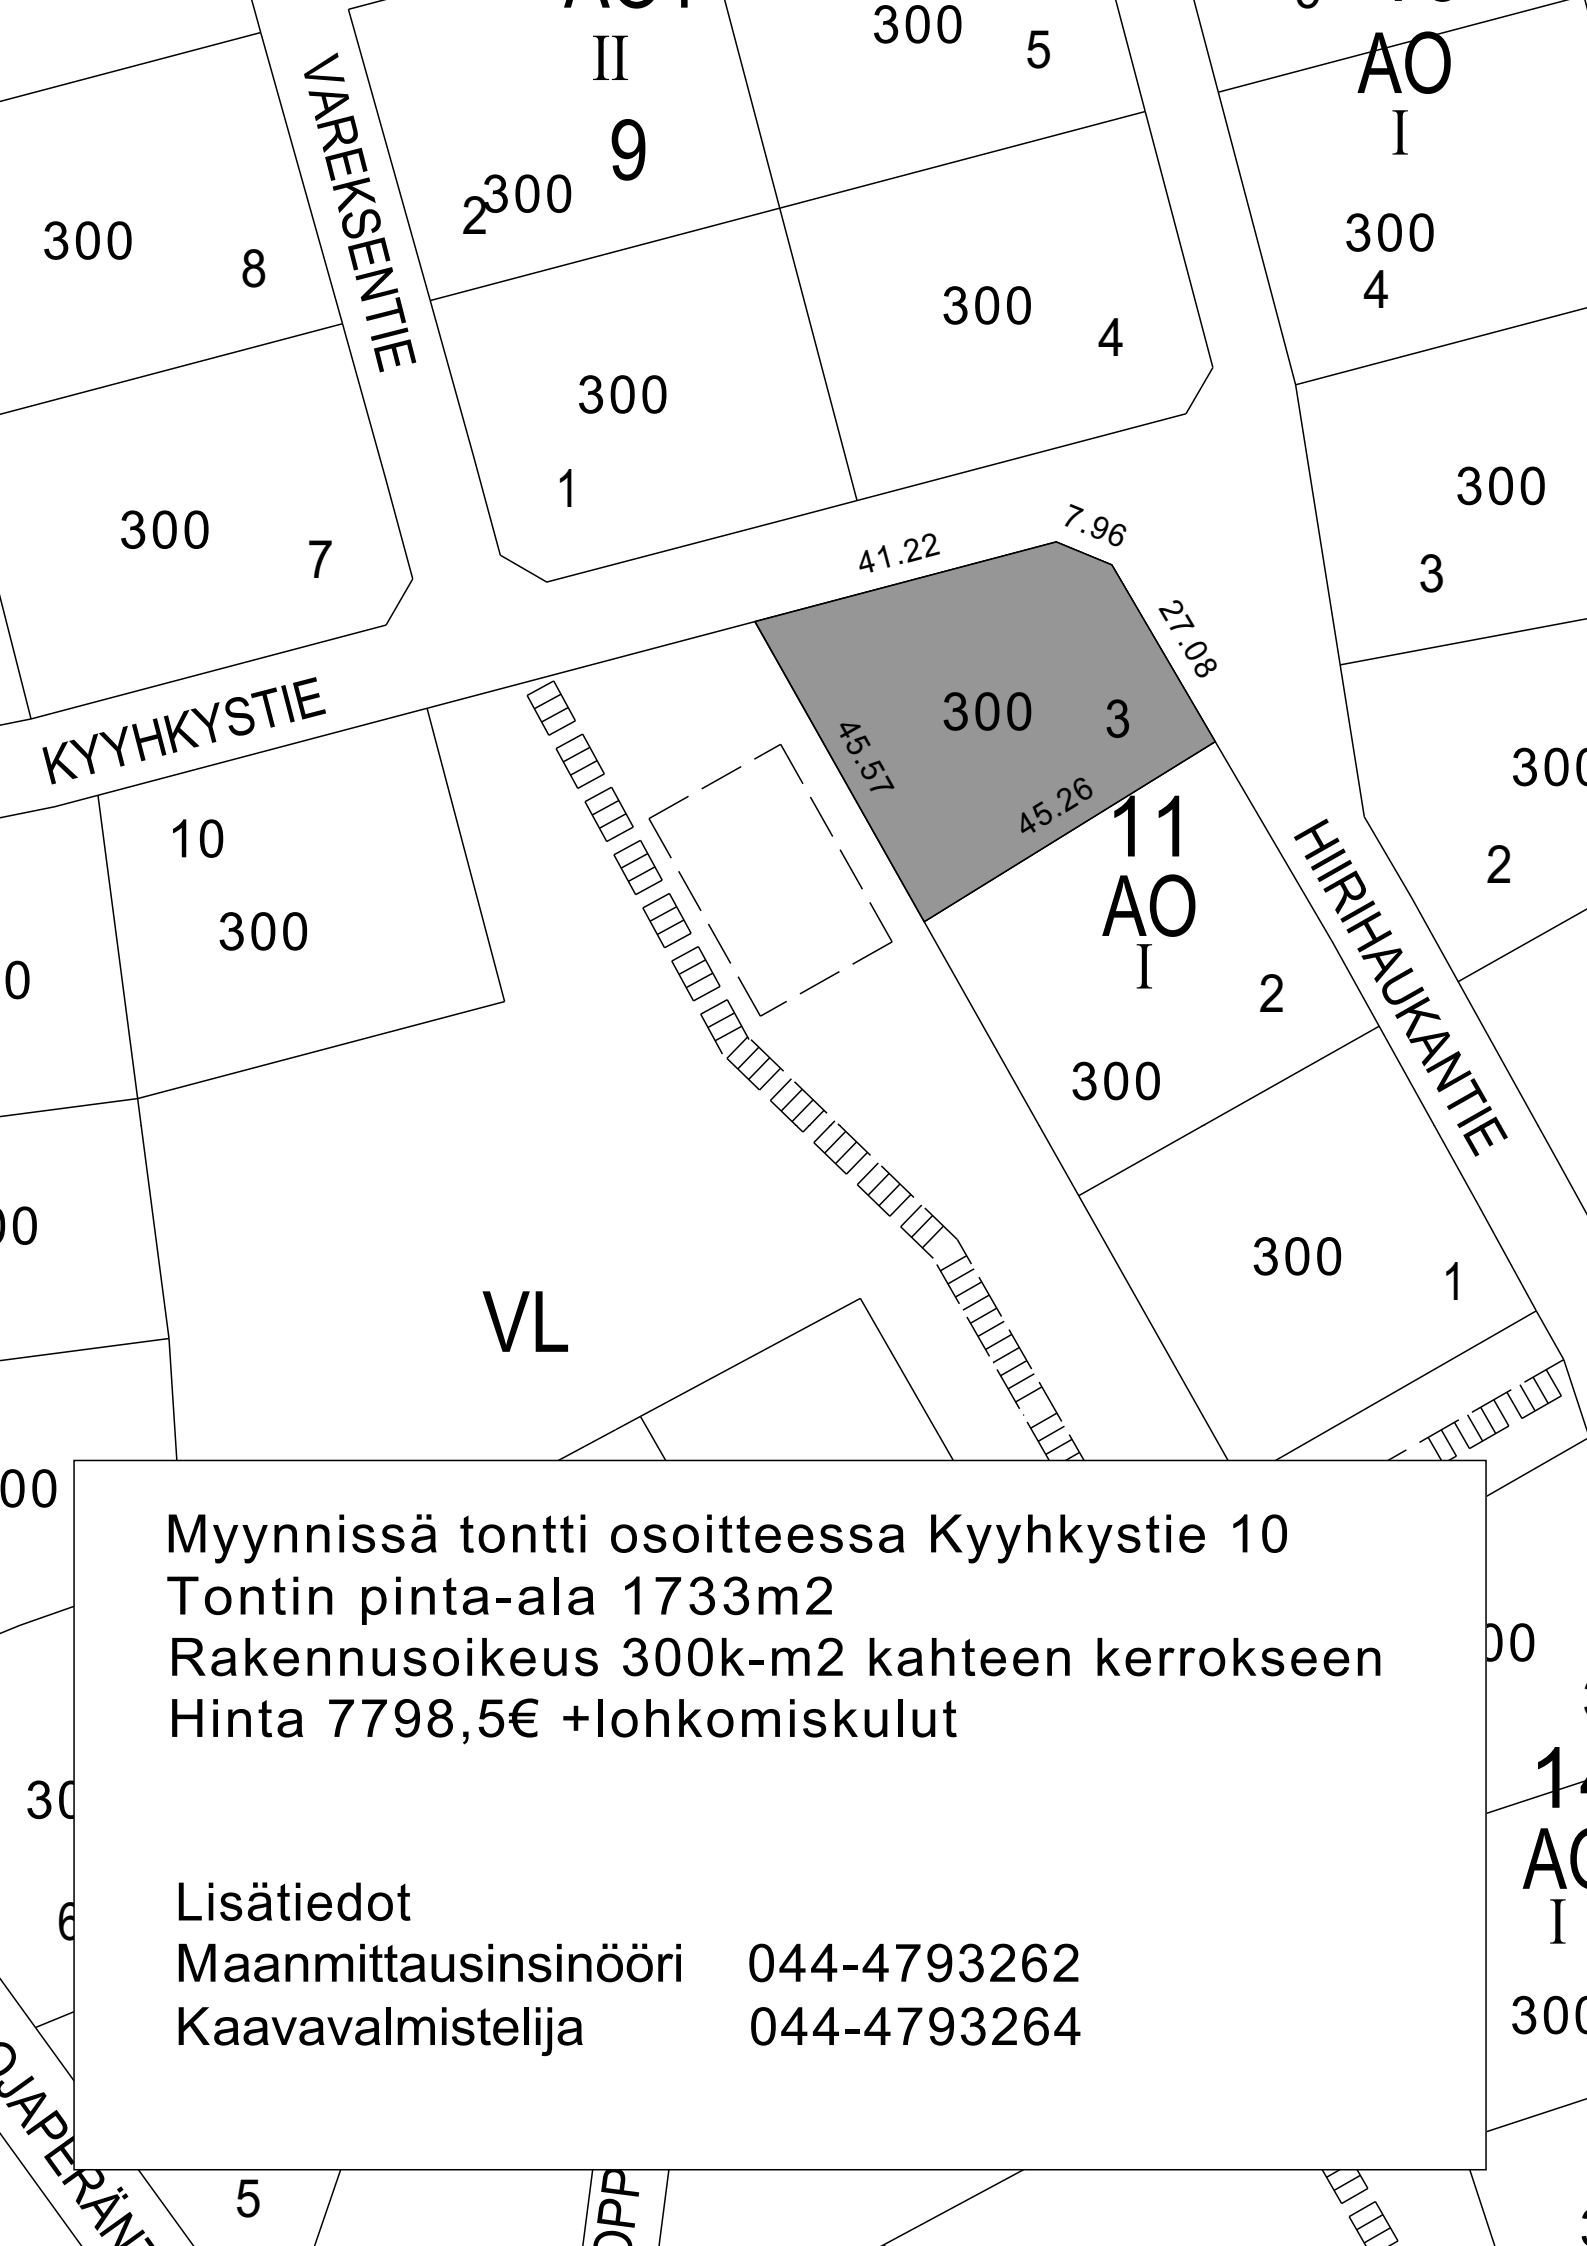 II
9
300
5
AO
I
300
4
VAREKSENTIE
2
300
300
8
300
4
300
1
300
7
300
3
41.22
7.96
27.08
300
3
45.57
45.26
KYYHKYSTIE
10
300
11
AO
I
2
300
HIIRIHAUKANTIE
2
300
1
VL
Myynnissä tontti osoitteessa Kyyhkystie 10
Tontin pinta-ala 1733m2
Rakennusoikeus 300k-m2 kahteen kerrokseen
Hinta 7798,5€ +lohkomiskulut
Lisätiedot
Maanmittausinsinööri 044-4793262
Kaavavalmistelija 044-4793264
I
5